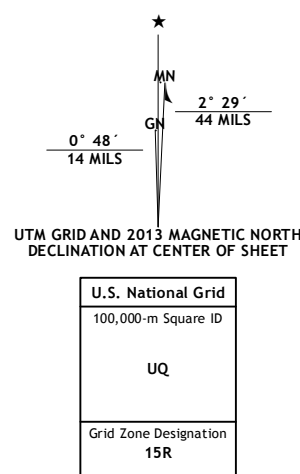 ★
MN
GN
2° 29´
44 MILS
0° 48´
14 MILS
UTM GRID AND 2013 MAGNETIC NORTH
DECLINATION AT CENTER OF SHEET
U.S. National Grid
100,000-m Square ID
UQ
Grid Zone Designation
15R